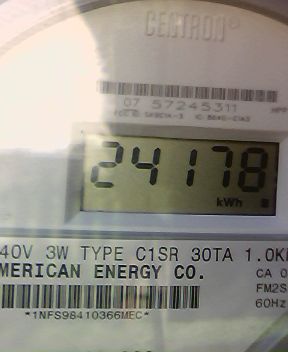 CENTRON
07 57245311
24178
kWh
40V 3W TYPE C1SR 30TA 1.0K
MERICAN ENERGY CO.
CA 0
FM2S
60Hz
*1NFS98410366MEC*